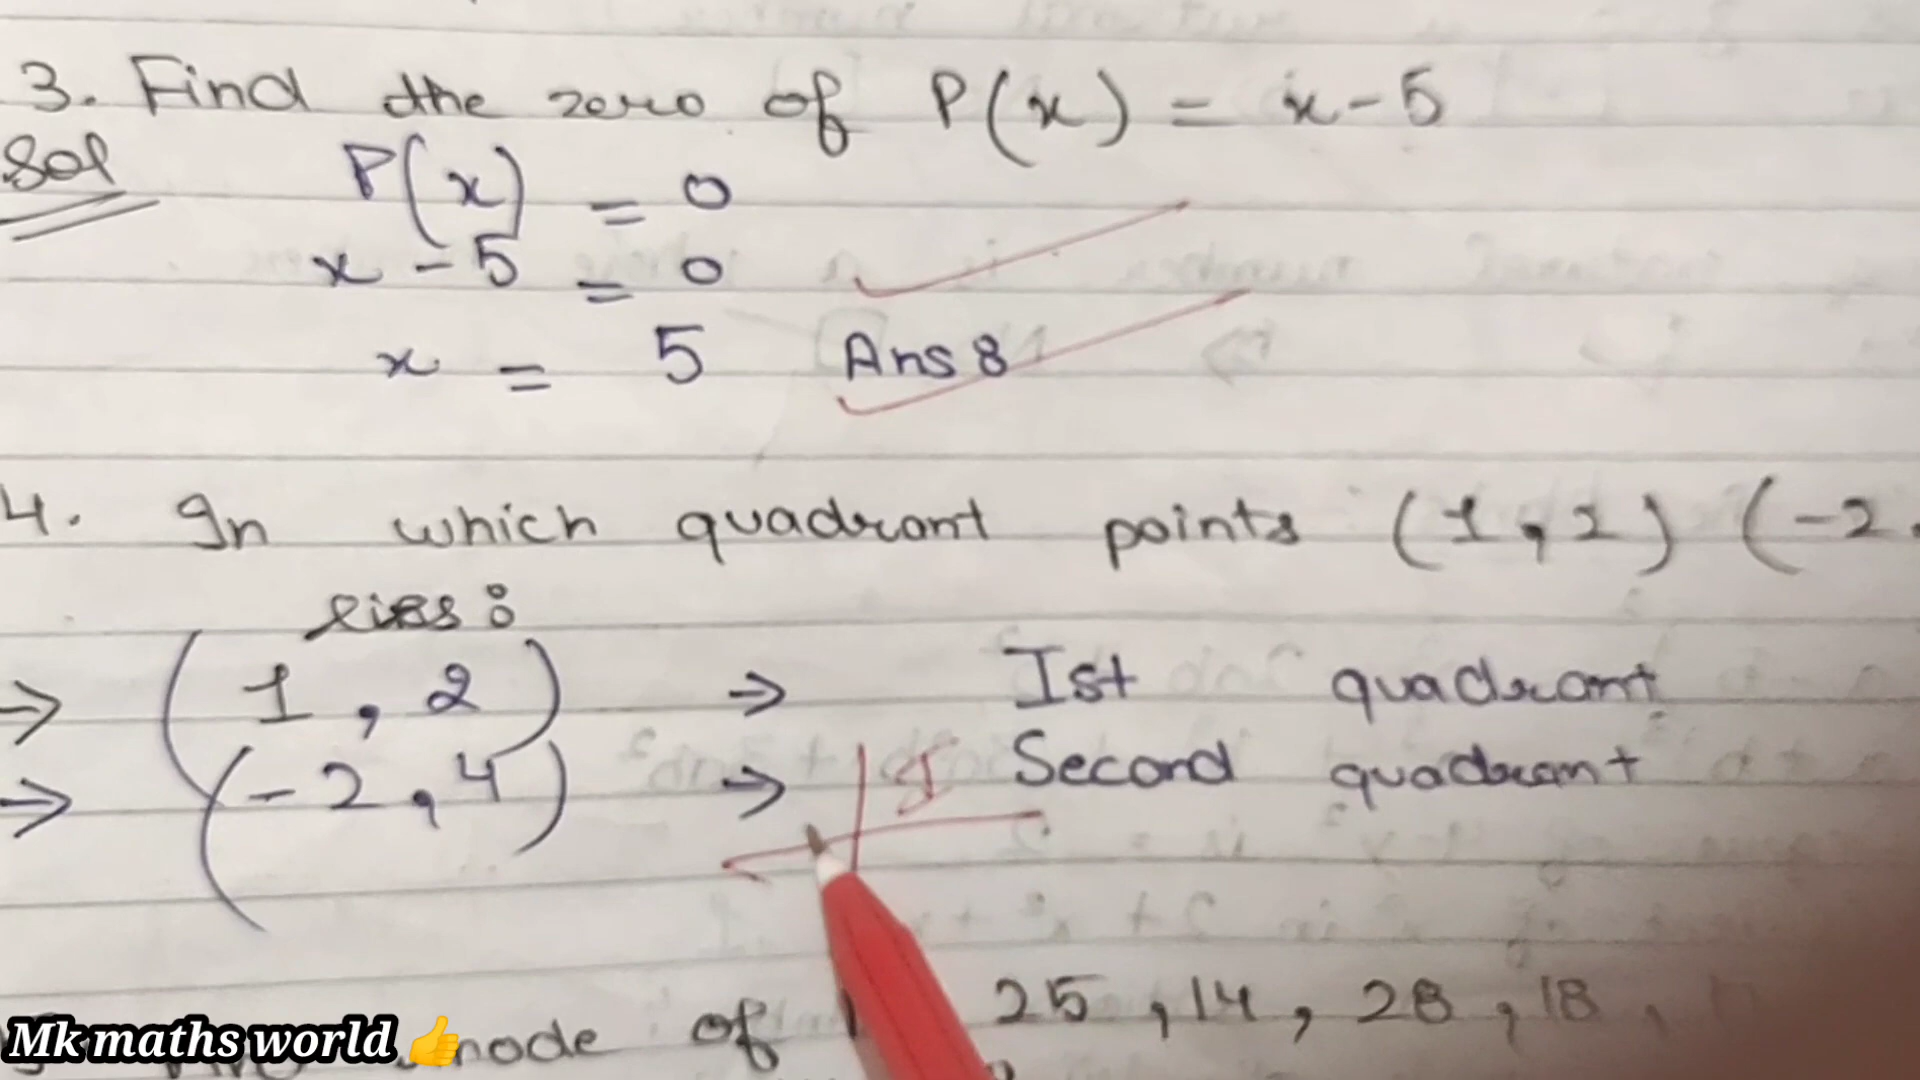 3. Find the zero of P(x) = x - 5
Sol
P(x) = 0
x - 5 = 0
x = 5 Ans 8
4. In which quadrant points (1, 2) (-2,
lies :
→ (1, 2) → Ist quadrant
→ (-2, 4) → Second quadrant
mode of 25, 14, 28, 18,
Mk maths world 👍